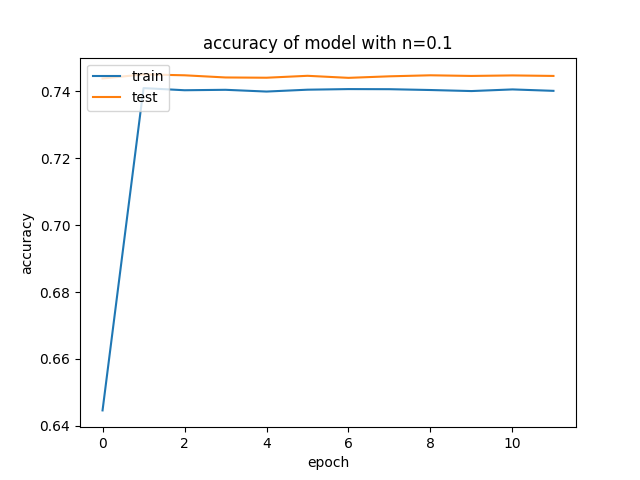 accuracy of model with n=0.1
train
test
0.74
0.72
0.70
0.68
0.66
0.64
accuracy
0 2 4 6 8 10
epoch